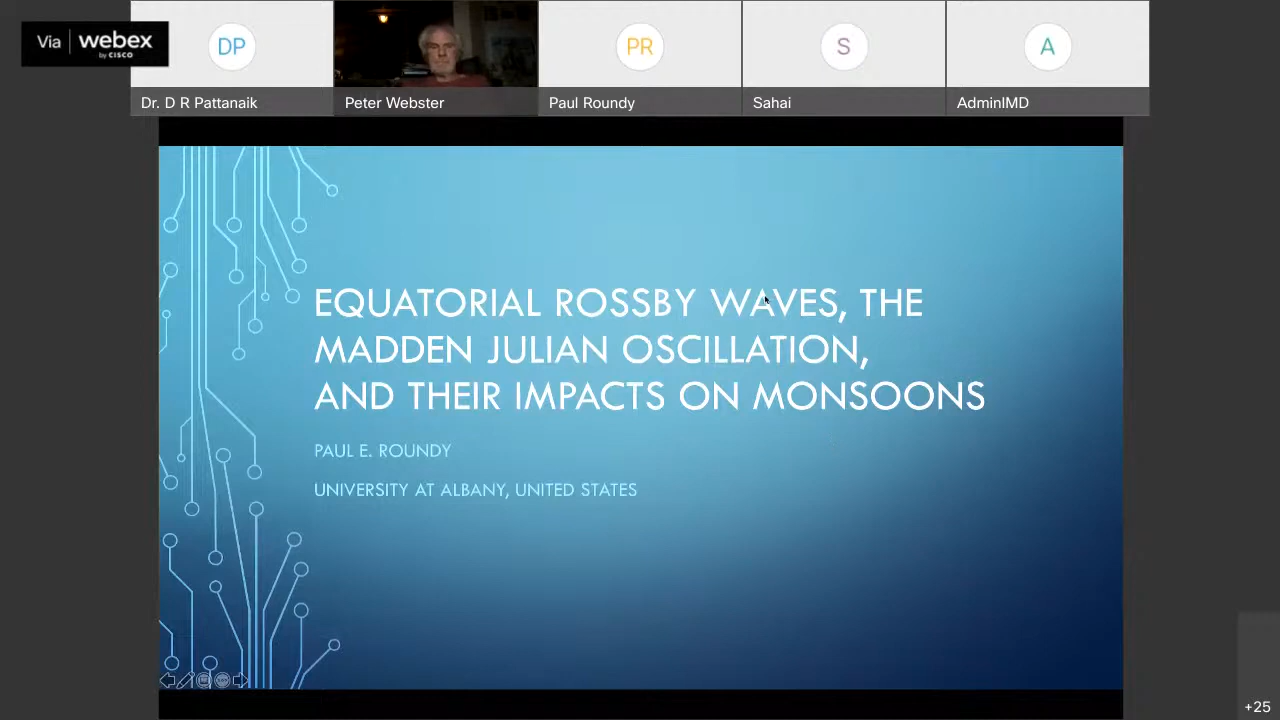 Via webex
by CISCO
DP
PR
S
A
Dr. D R Pattanaik
Peter Webster
Paul Roundy
Sahai
AdminIMD
EQUATORIAL ROSSBY WAVES, THE
MADDEN JULIAN OSCILLATION,
AND THEIR IMPACTS ON MONSOONS
PAUL E. ROUNDY
UNIVERSITY AT ALBANY, UNITED STATES
+25